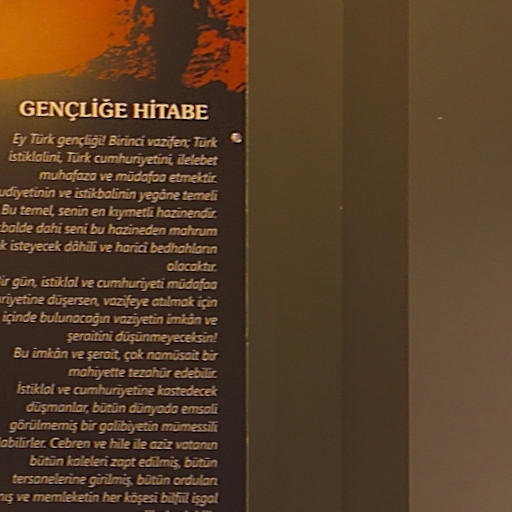 GENÇLİĞE HİTABE
Ey Türk gençliği! Birinci vazifen; Türk
istiklalini, Türk cumhuriyetini, ilelebet
muhafaza ve müdafaa etmektir.
udiyetinin ve istikbalinin yegâne temeli
Bu temel, senin en kıymetli hazinendir.
balde dahi seni bu hazineden mahrum
k isteyecek dâhilî ve haricî bedhahların
olacaktır.
ir gün, istiklal ve cumhuriyeti müdafaa
riyetine düşersen, vazifeye atılmak için
içinde bulunacağın vaziyetin imkân ve
şeraitini düşünmeyeceksin!
Bu imkân ve şerait, çok namüsait bir
mahiyette tezahür edebilir.
İstiklal ve cumhuriyetine kastedecek
düşmanlar, bütün dünyada emsali
görülmemiş bir galibiyetin mümessili
labilirler. Cebren ve hile ile aziz vatanın
bütün kaleleri zapt edilmiş, bütün
tersanelerine girilmiş, bütün orduları
mış ve memleketin her köşesi bilfiil işgal